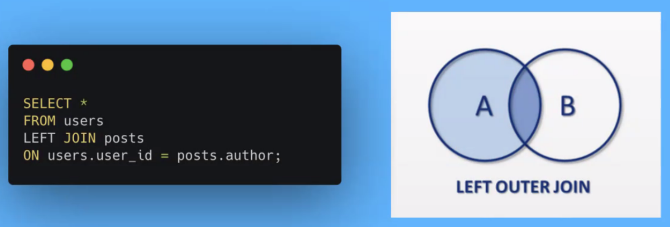 SELECT *
FROM users
LEFT JOIN posts
ON users.user_id = posts.author;
A B
LEFT OUTER JOIN